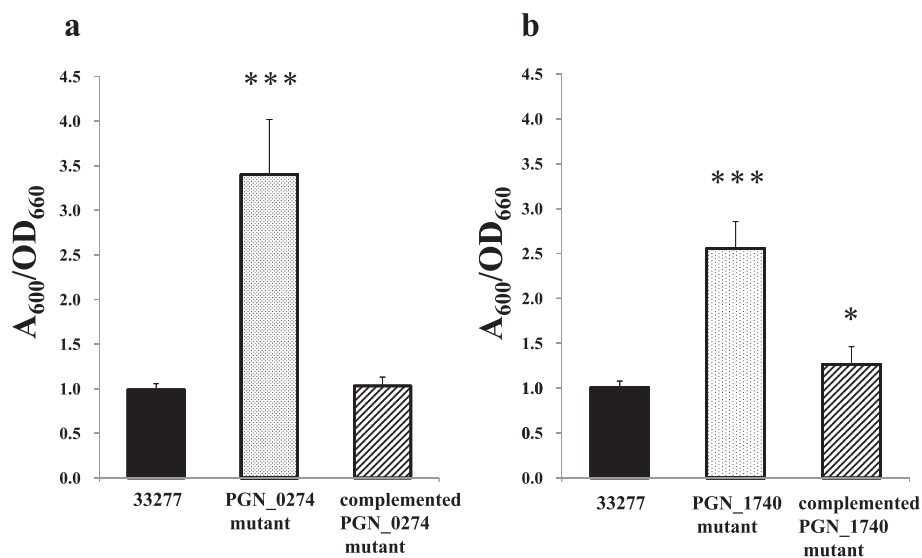 a
A600/OD660
4.5
4.0
3.5
3.0
2.5
2.0
1.5
1.0
0.5
0.0
***
33277
PGN_0274
mutant
complemented
PGN_0274
mutant
b
A600/OD660
4.5
4.0
3.5
3.0
2.5
2.0
1.5
1.0
0.5
0.0
***
*
33277
PGN_1740
mutant
complemented
PGN_1740
mutant